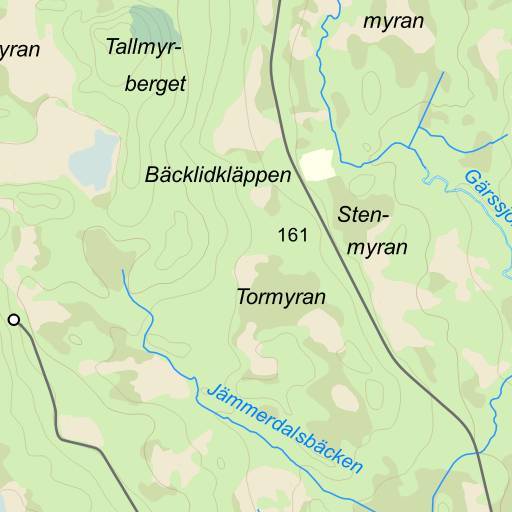 myran
yran
Tallmyr-
berget
Bäcklidkläppen
Sten-
myran
161
Tormyran
Jämmerdalsbäcken